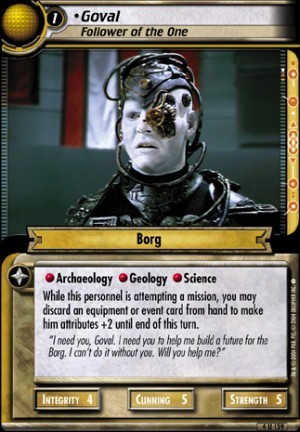 1 • Goval
Follower of the One
Borg
Archaeology Geology Science
While this personnel is attempting a mission, you may
discard an equipment or event card from hand to make
him attributes +2 until end of this turn.
"I need you, Goval. I need you to help me build a future for the
Borg. I can't do it without you. Will you help me?"
INTEGRITY 4 CUNNING 5 STRENGTH 5